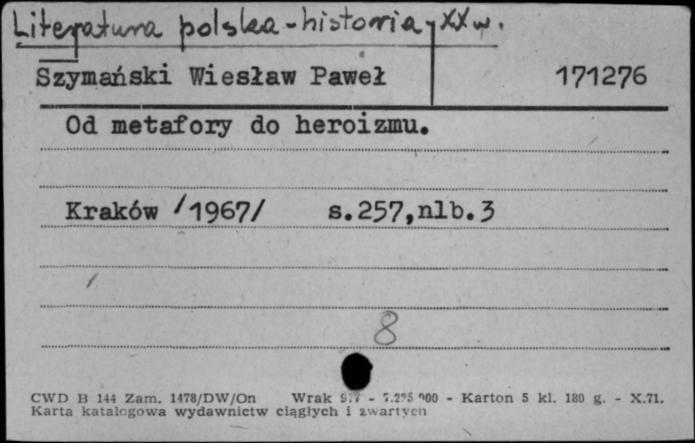 Literatura polska - historia, XX w.
Szymański Wiesław Paweł 171276
Od metafory do heroizmu.
Kraków /1967/ s.257,nlb.3
8
CWD B 144 Zam. 1478/DW/On Wrak - Karton 5 kl. 180 g. - X.71.
Karta katalogowa wydawnictw ciągłych i zwartych